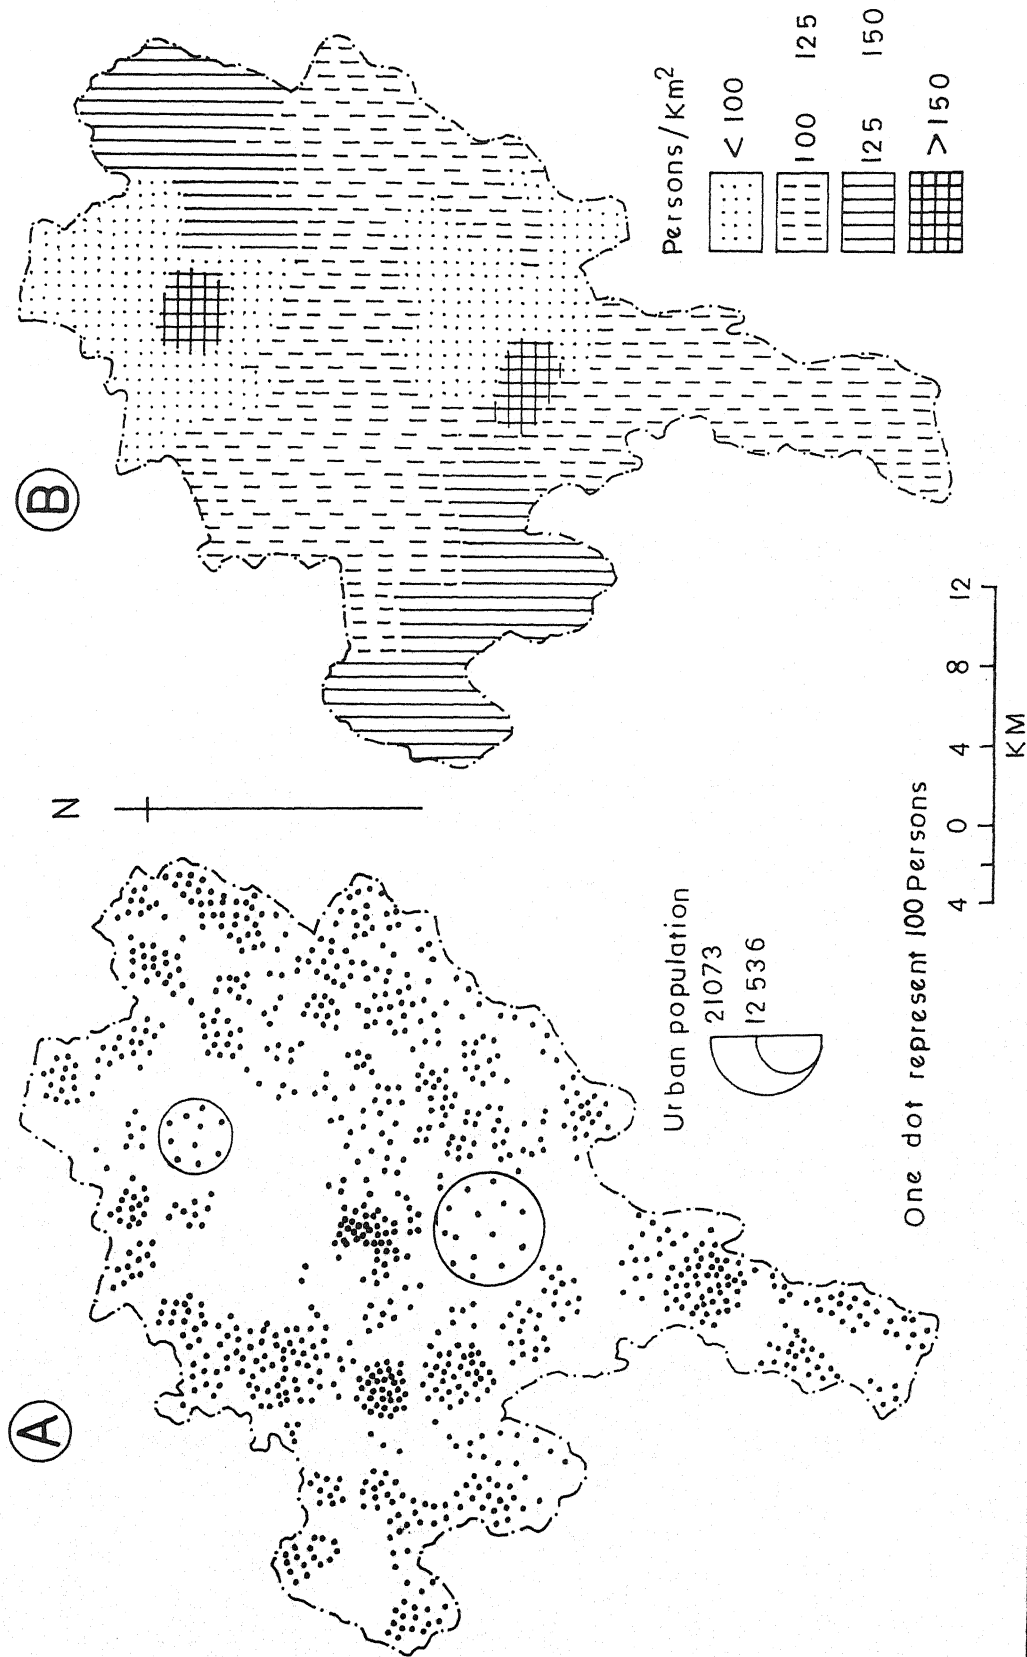 A
B
N
Urban population
21073
12536
One dot represent 100 Persons
4 0 4 8 12
KM
Persons/Km2
< 100
100 125
125 150
> 150